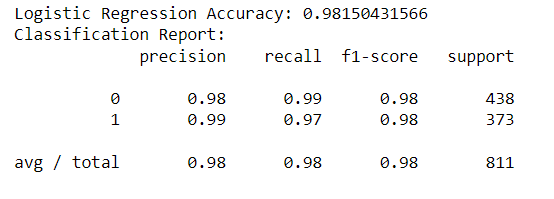 Logistic Regression Accuracy: 0.98150431566
Classification Report:
precision recall f1-score support
0 0.98 0.99 0.98 438
1 0.99 0.97 0.98 373
avg / total 0.98 0.98 0.98 811